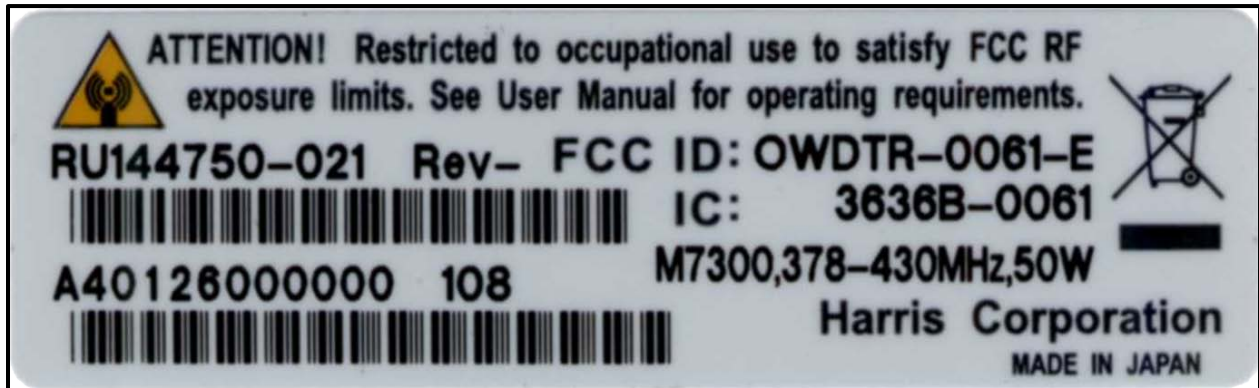 ATTENTION! Restricted to occupational use to satisfy FCC RF
exposure limits. See User Manual for operating requirements.
RU144750-021 Rev- FCC ID: OWDTR-0061-E
IC: 3636B-0061
M7300,378-430MHz,50W
A40126000000 108
Harris Corporation
MADE IN JAPAN